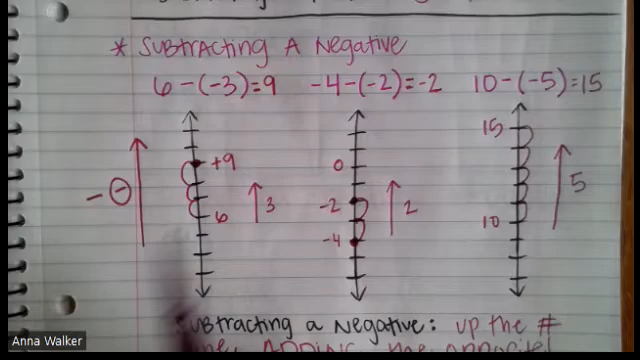 * SUBTRACTING A NEGATIVE
6-(-3)=9 -4-(-2)=-2 10-(-5)=15
15
+9 0
- ⊖ 3 -2 2 5
6 -4 10
SUBTRACTING A NEGATIVE: UP THE #
ADDING THE OPPOSITE!
Anna Walker